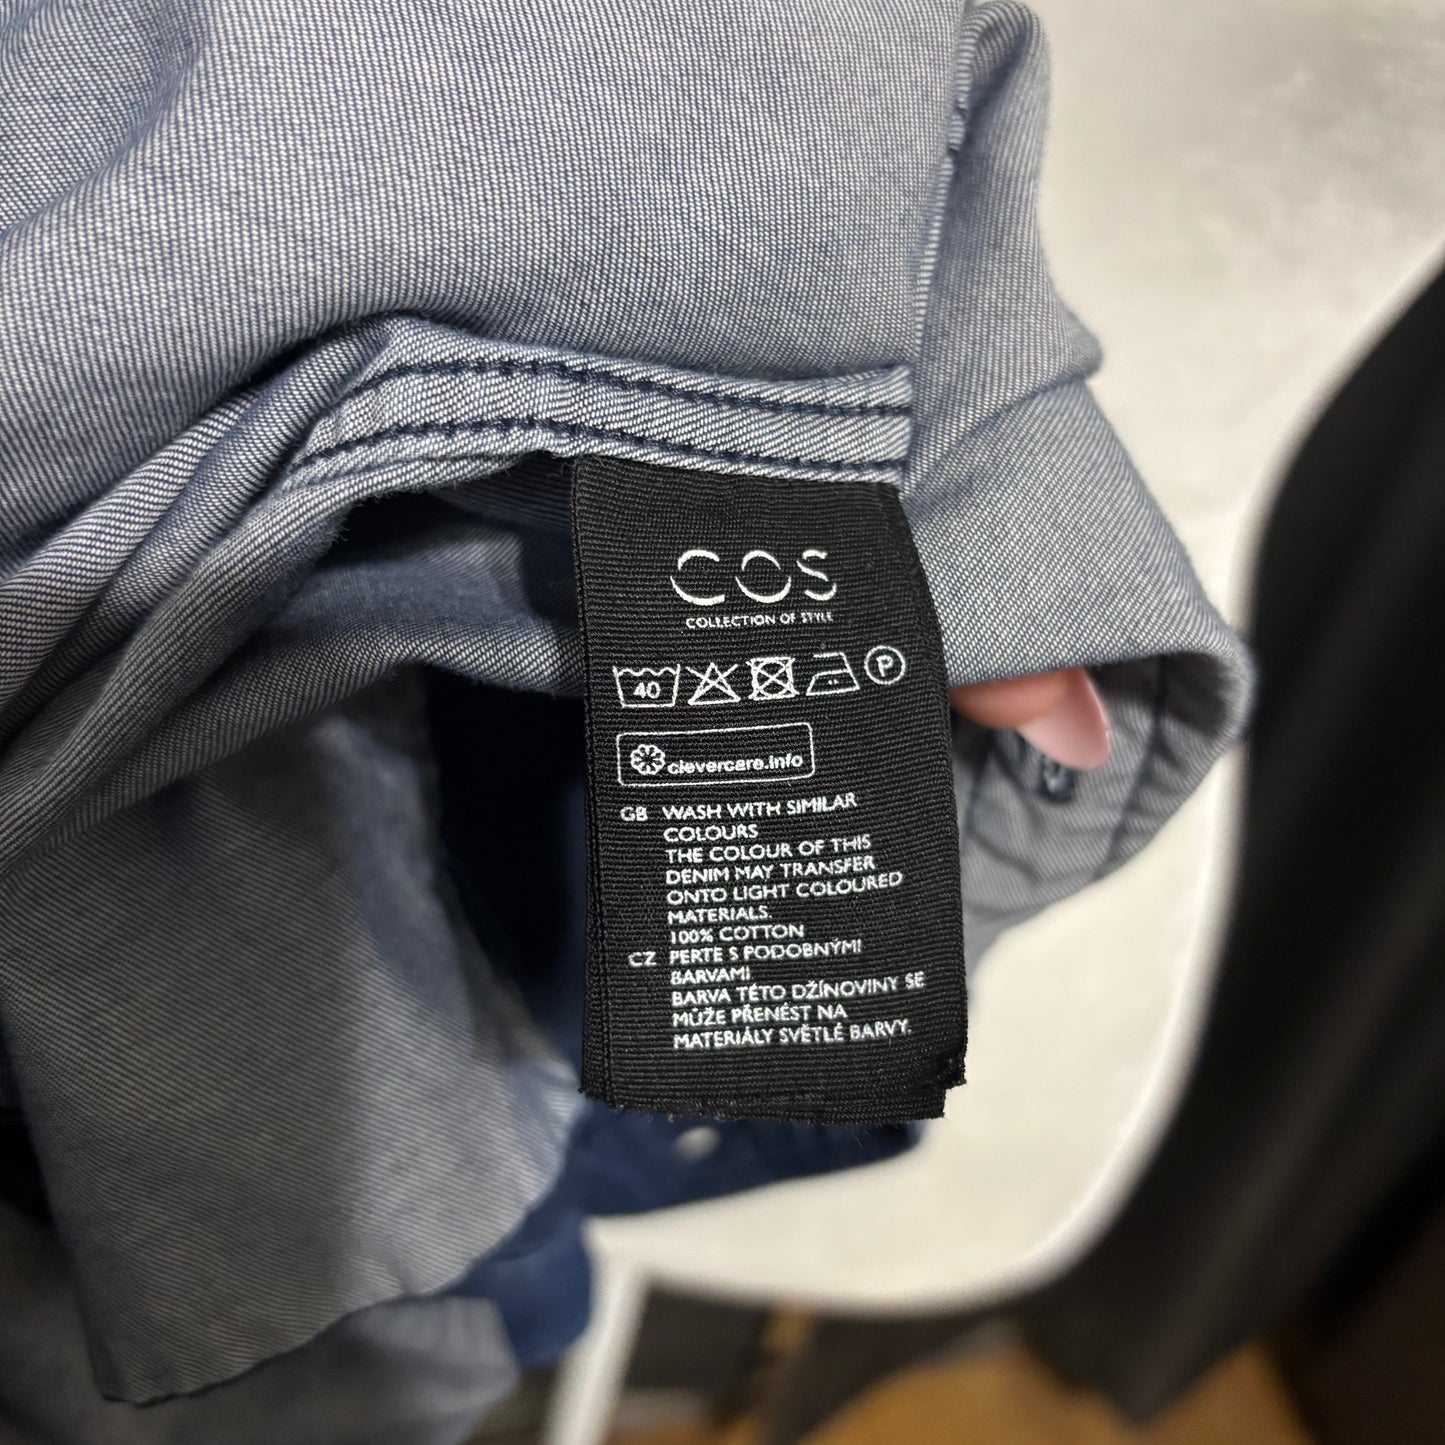 COS
COLLECTION OF STYLE
40 P
clevercare.info
GB WASH WITH SIMILAR
COLOURS
THE COLOUR OF THIS
DENIM MAY TRANSFER
ONTO LIGHT COLOURED
MATERIALS.
100% COTTON
CZ PERTE S PODOBNÝMI
BARVAMI
BARVA TÉTO DŽÍNOVINY SE
MŮŽE PŘENÉST NA
MATERIÁLY SVĚTLÉ BARVY.